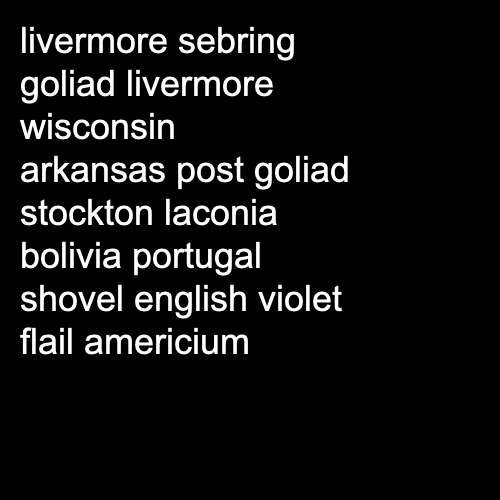 livermore sebring
goliad livermore
wisconsin
arkansas post goliad
stockton laconia
bolivia portugal
shovel english violet
flail americium